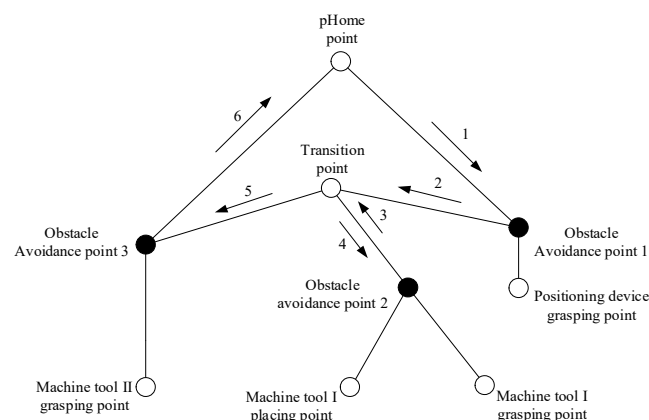 pHome
point
6
1
Transition
point
5
2
3
4
Obstacle
Avoidance point 3
Obstacle
Avoidance point 1
Obstacle
avoidance point 2
Positioning device
grasping point
Machine tool II
grasping point
Machine tool I
placing point
Machine tool I
grasping point